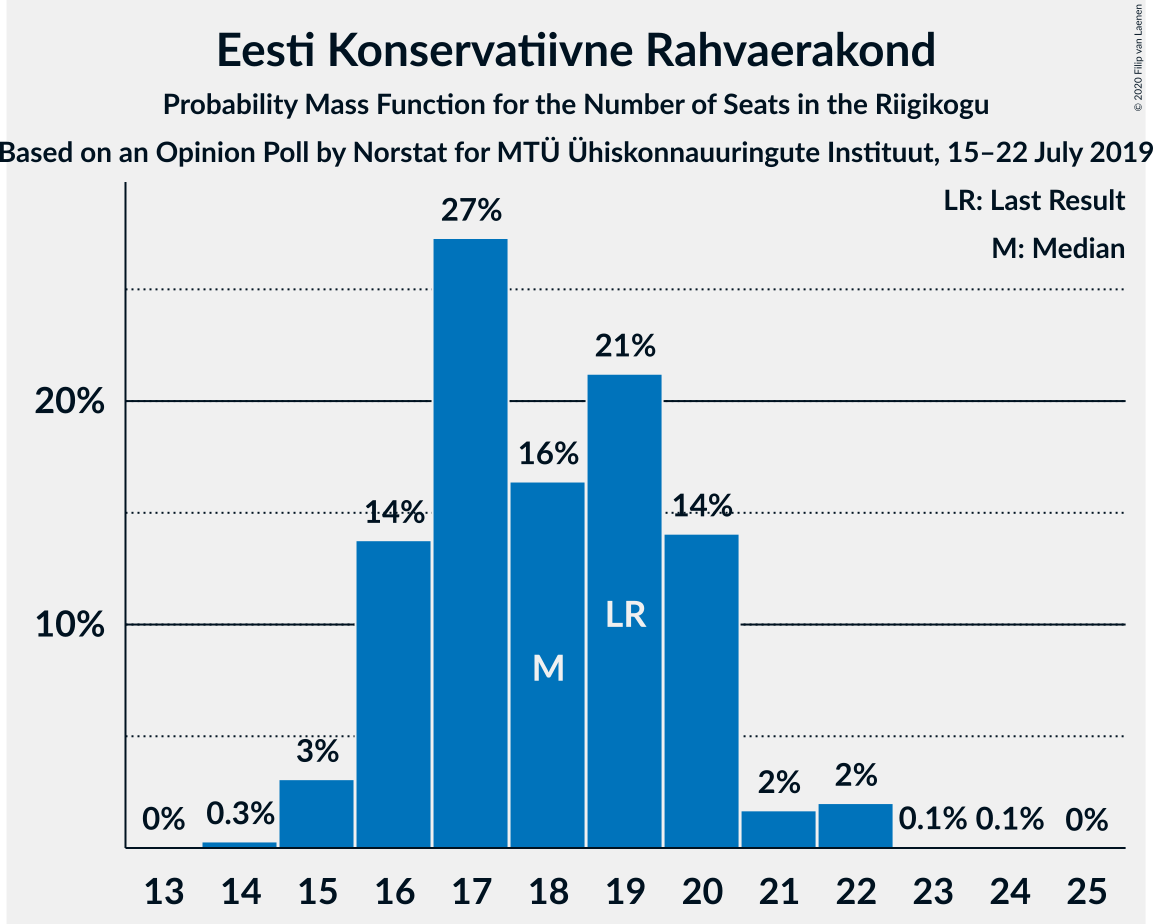 Eesti Konservatiivne Rahvaerakond
Probability Mass Function for the Number of Seats in the Riigikogu
Based on an Opinion Poll by Norstat for MTÜ Ühiskonnauuringute Instituut, 15–22 July 2019
© 2020 Filip van Laenen
LR: Last Result
M: Median
27%
21%
20%
16%
14%
14%
10%
LR
M
3%
2%
2%
0%
0.3%
0.1%
0.1%
0%
13 14 15 16 17 18 19 20 21 22 23 24 25